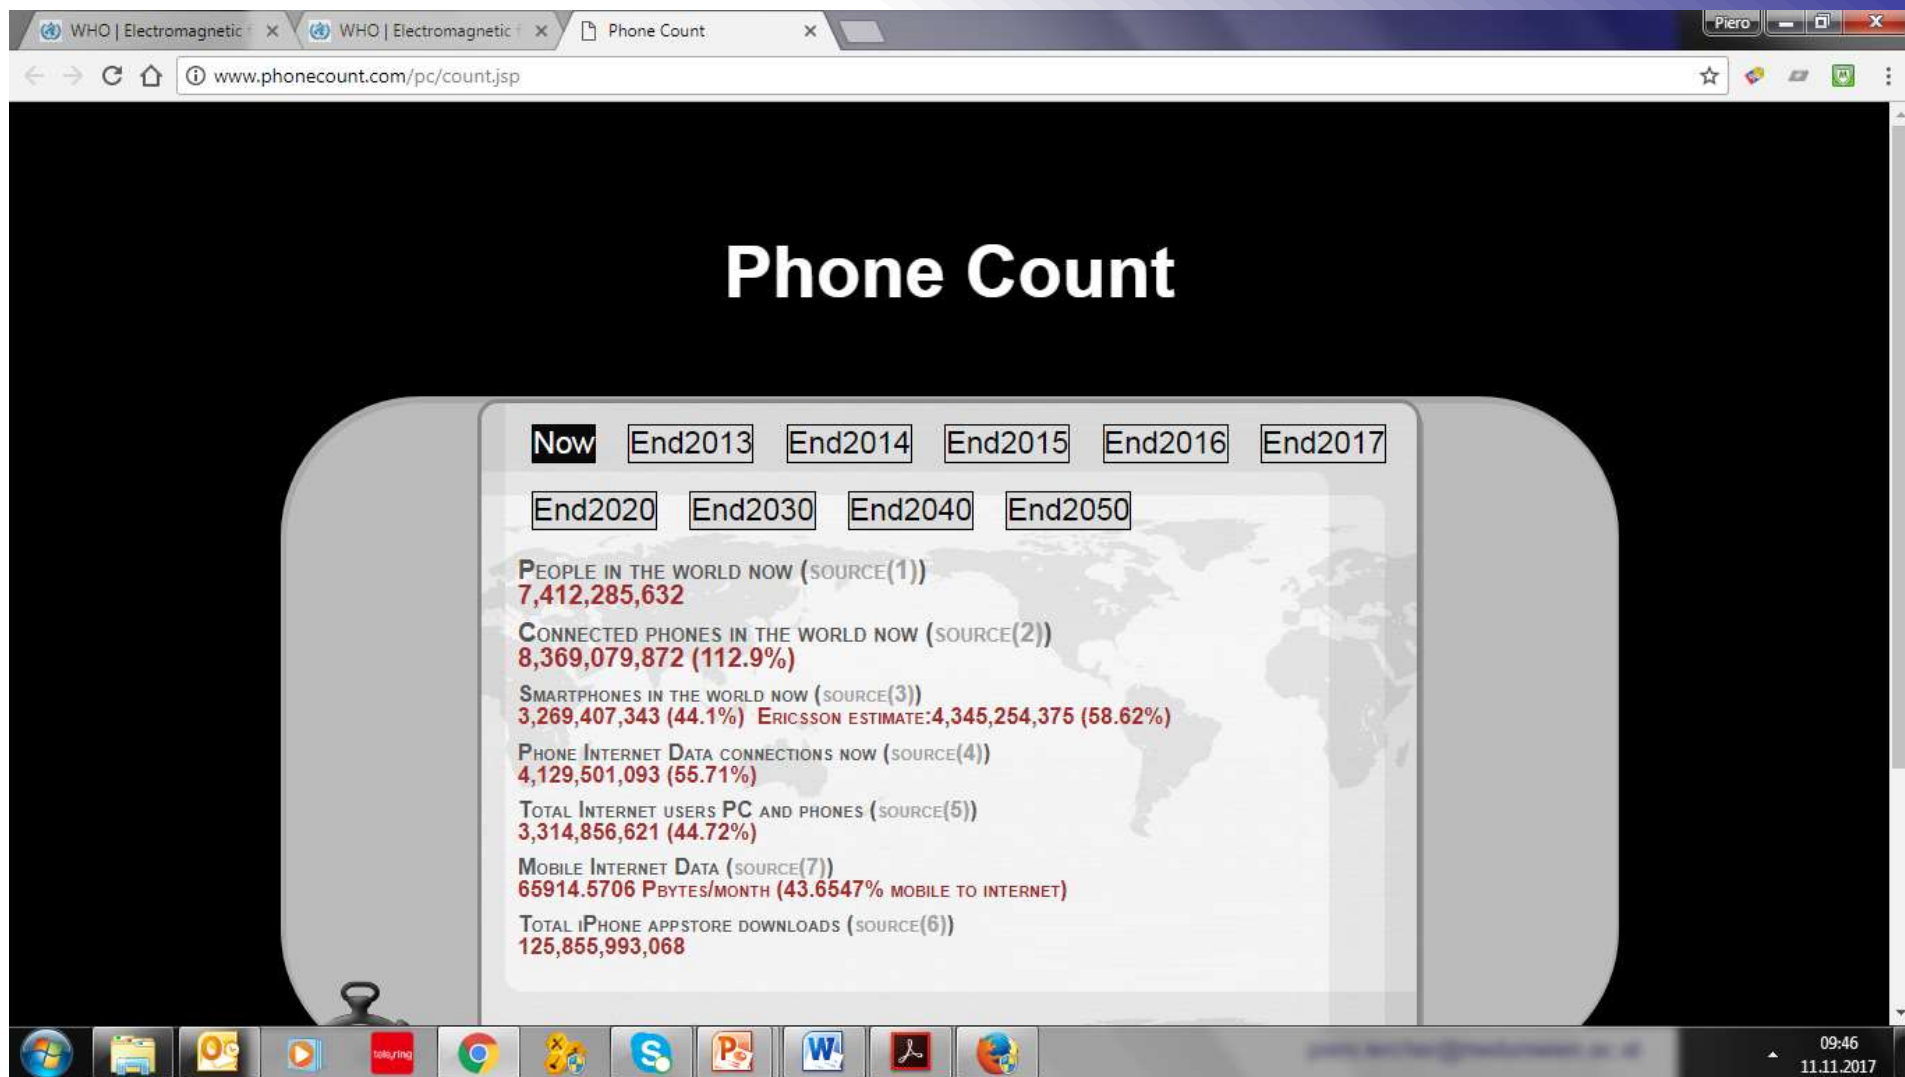 WHO | Electromagnetic f
WHO | Electromagnetic f
Phone Count
Piero
www.phonecount.com/pc/count.jsp
Phone Count
Now End2013 End2014 End2015 End2016 End2017
End2020 End2030 End2040 End2050
People in the world now (source(1))
7,412,285,632
Connected phones in the world now (source(2))
8,369,079,872 (112.9%)
Smartphones in the world now (source(3))
3,269,407,343 (44.1%) Ericsson estimate:4,345,254,375 (58.62%)
Phone Internet Data connections now (source(4))
4,129,501,093 (55.71%)
Total Internet users PC and phones (source(5))
3,314,856,621 (44.72%)
Mobile Internet Data (source(7))
65914.5706 Pbytes/month (43.6547% mobile to internet)
Total iPhone appstore downloads (source(6))
125,855,993,068
tele.ring
09:46
11.11.2017